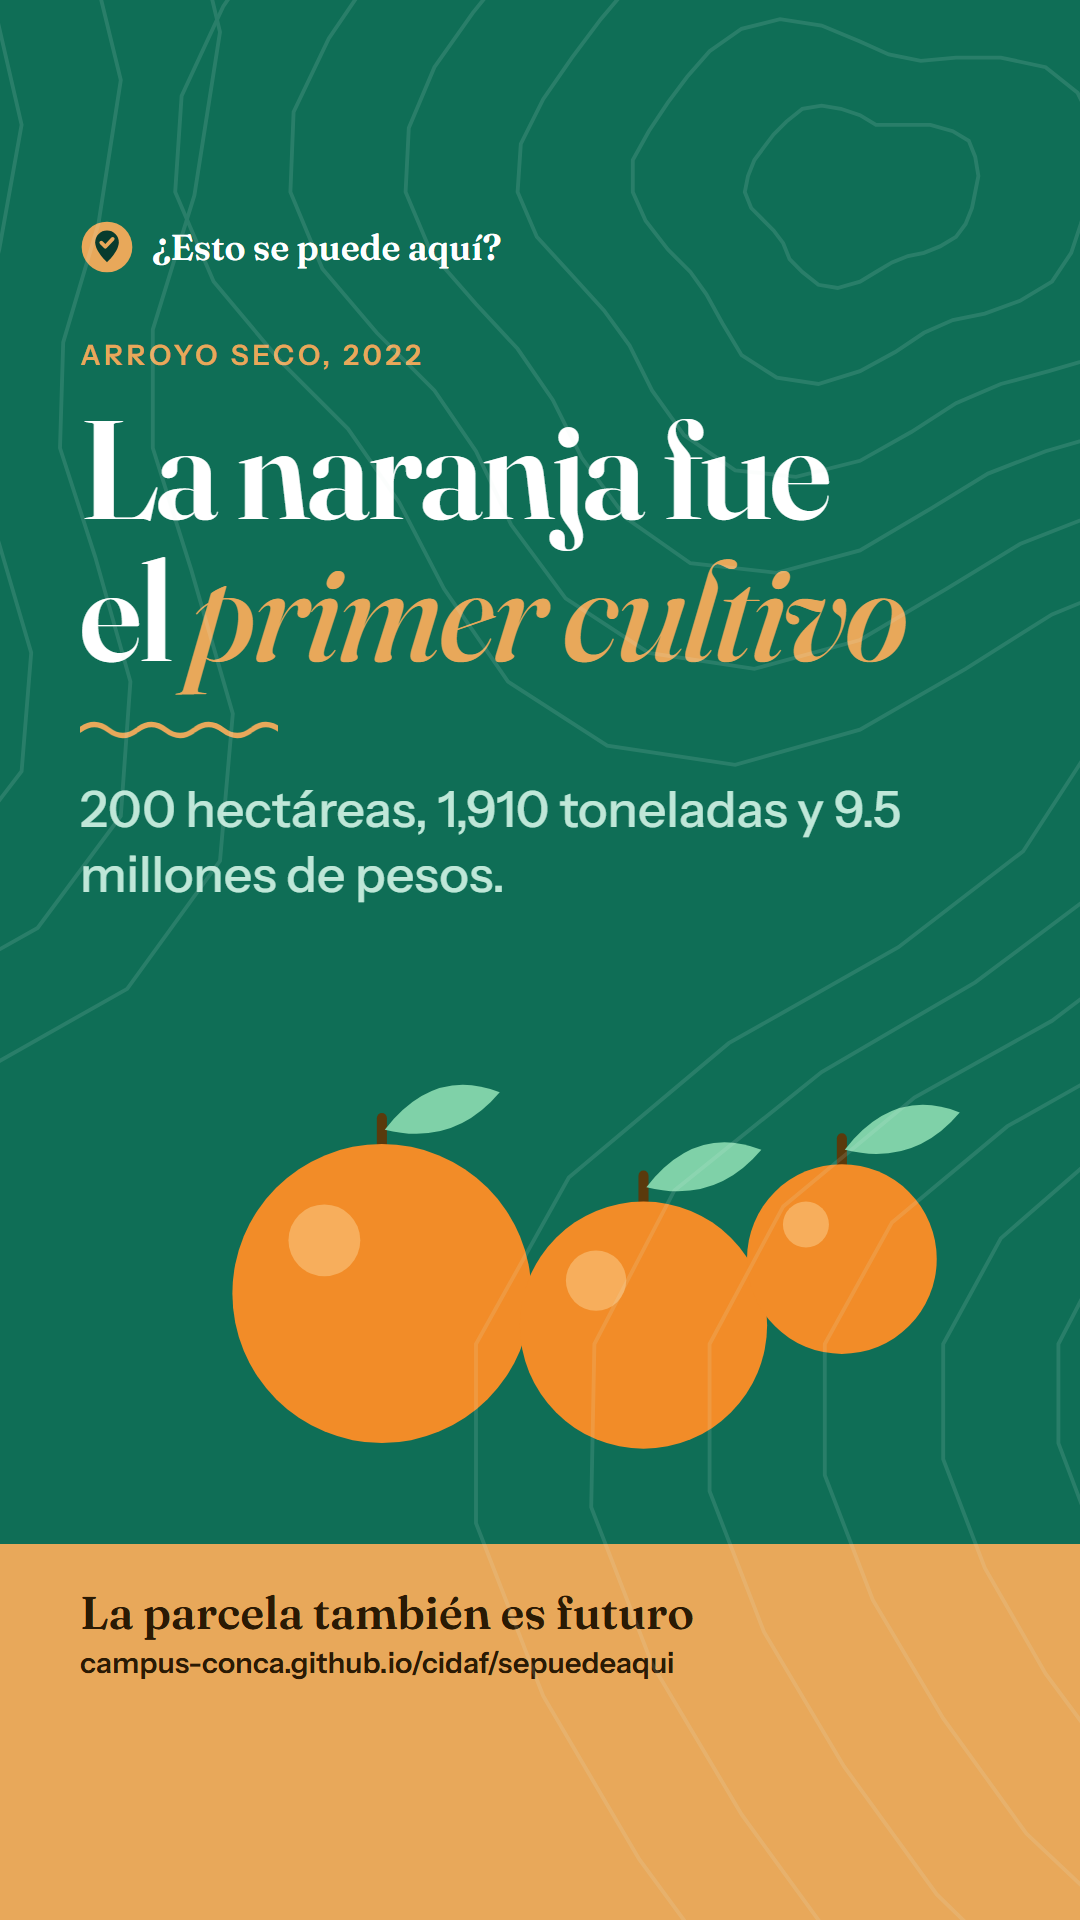 ¿Esto se puede aquí?
ARROYO SECO, 2022
La naranja fue
el primer cultivo
200 hectáreas, 1,910 toneladas y 9.5
millones de pesos.
La parcela también es futuro
campus-conca.github.io/cidaf/sepuedeaqui